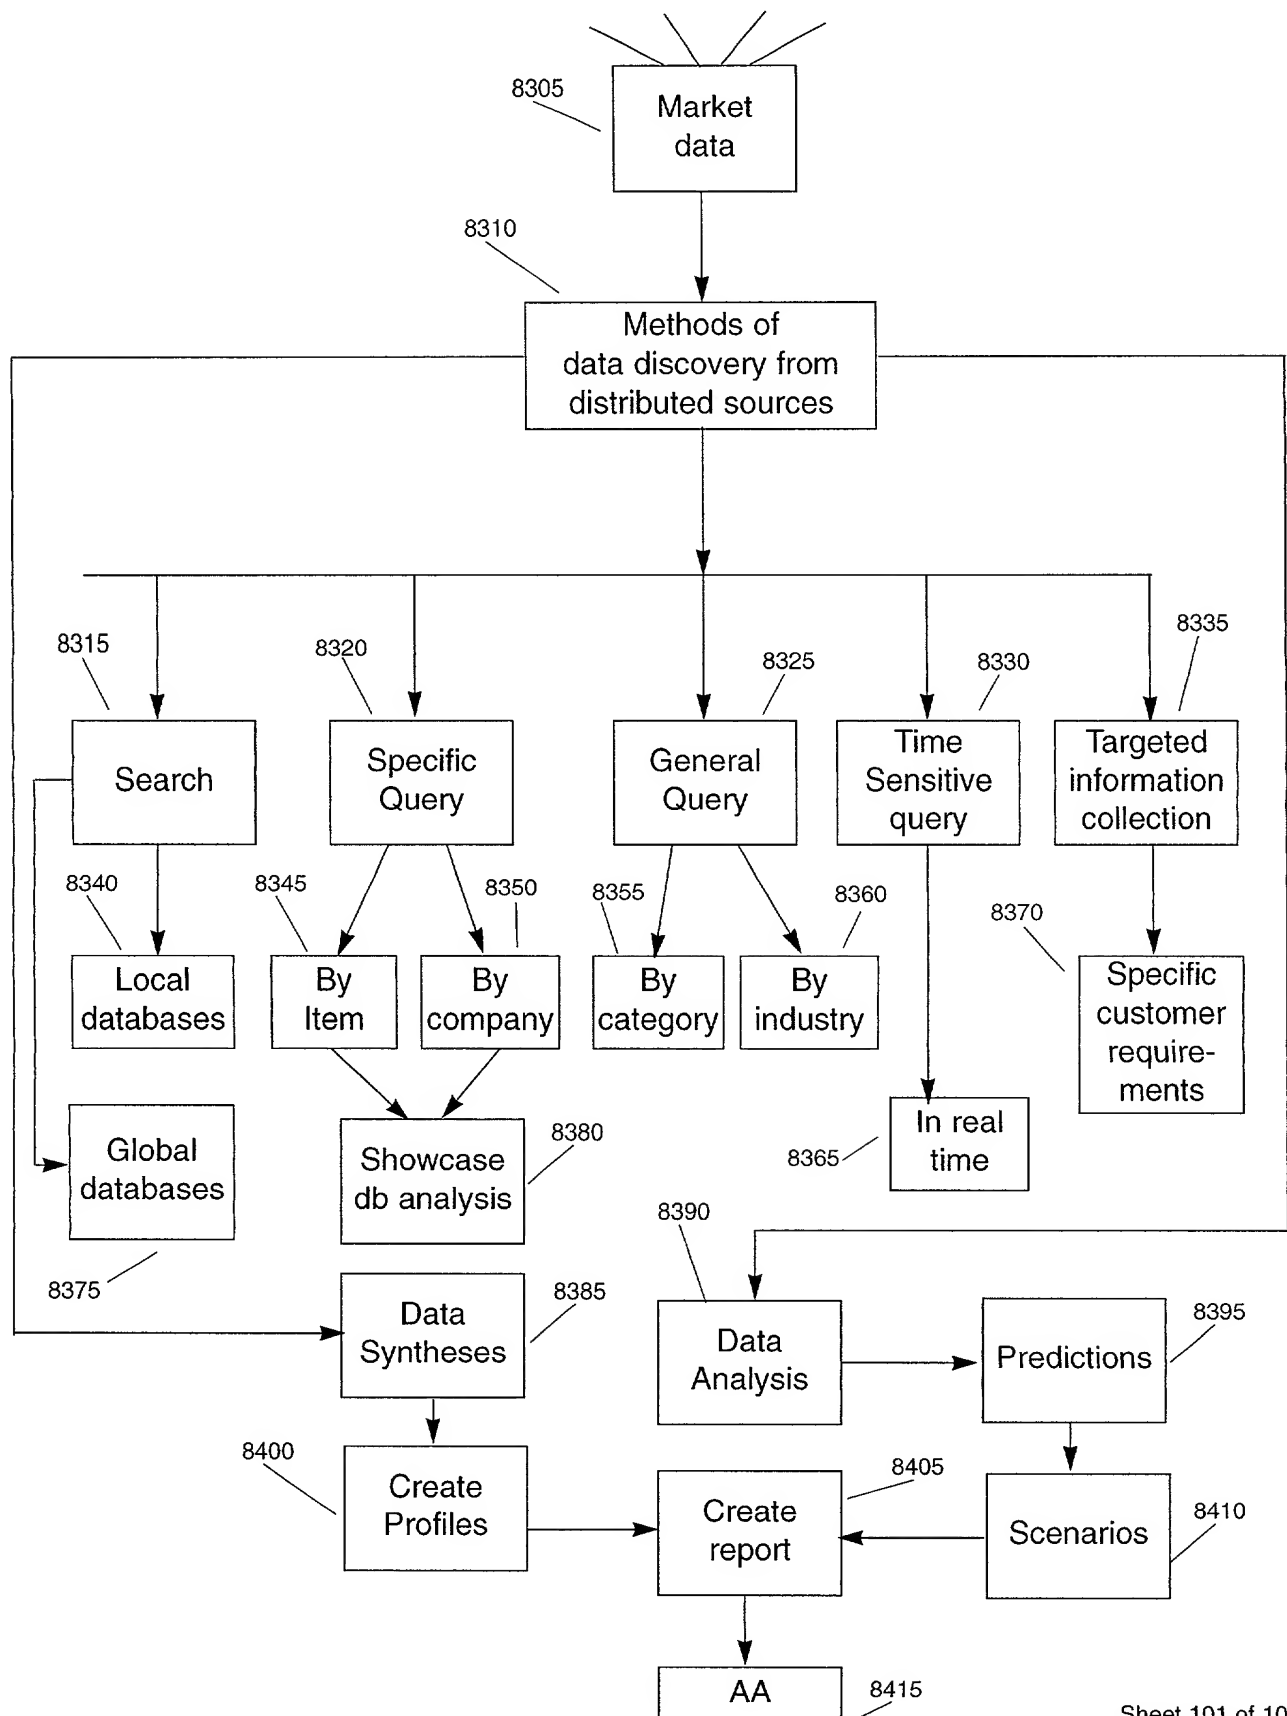 8305
Market
data
8310
Methods of
data discovery from
distributed sources
8315
8320
8325
8330
8335
Search
Specific
Query
General
Query
Time
Sensitive
query
Targeted
information
collection
8340
8345
8350
8355
8360
8370
Local
databases
By
Item
By
company
By
category
By
industry
Specific
customer
require-
ments
Global
databases
8375
Showcase
db analysis
8380
In real
time
8365
8390
Data
Syntheses
8385
Data
Analysis
Predictions
8395
8400
Create
Profiles
Create
report
8405
Scenarios
8410
AA
8415
Sheet 101 of 10